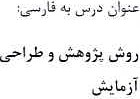 عنوان درس به فارسی:
روش پژوهش و طراحی
آزمایش